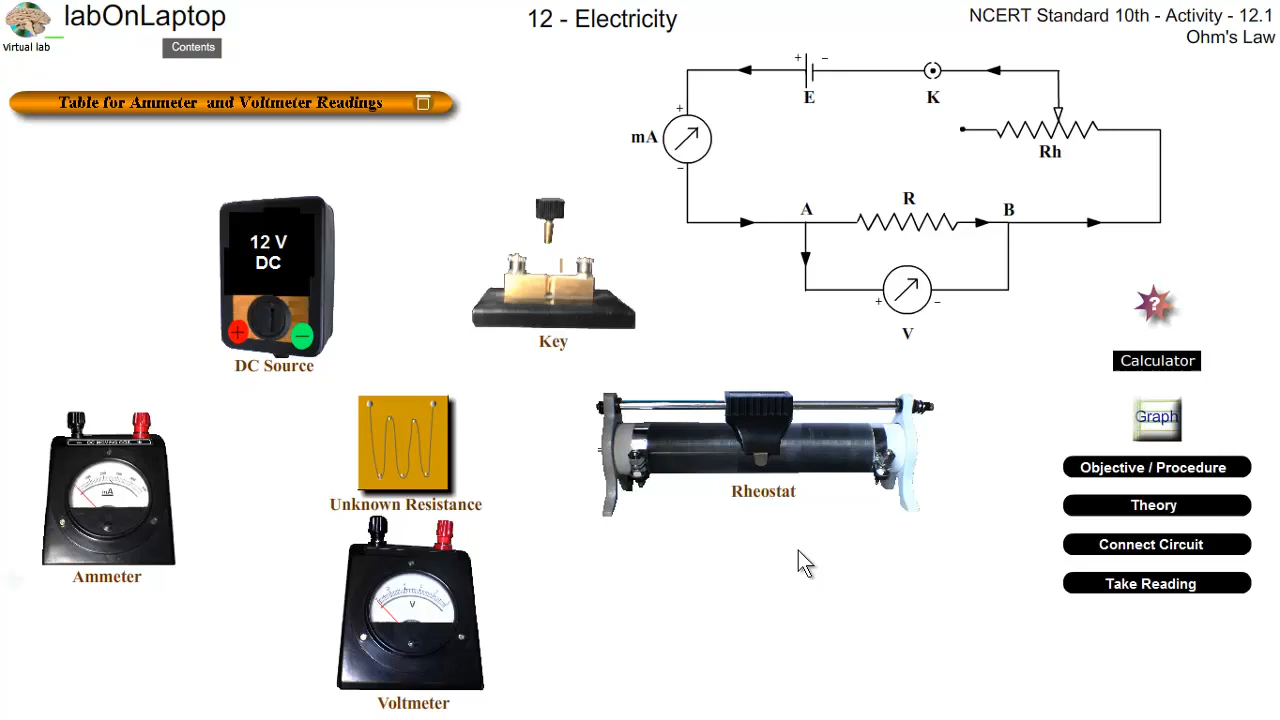 labOnLaptop
virtual lab
Contents
12 - Electricity
NCERT Standard 10th - Activity - 12.1
Ohm's Law
Table for Ammeter and Voltmeter Readings
+ −
E
K
+
mA
−
Rh
A
R
B
+ −
V
12 V
DC
+ −
DC Source
Key
?
Calculator
Graph
Objective / Procedure
Theory
Connect Circuit
Take Reading
mA
Ammeter
Unknown Resistance
Rheostat
V
Voltmeter